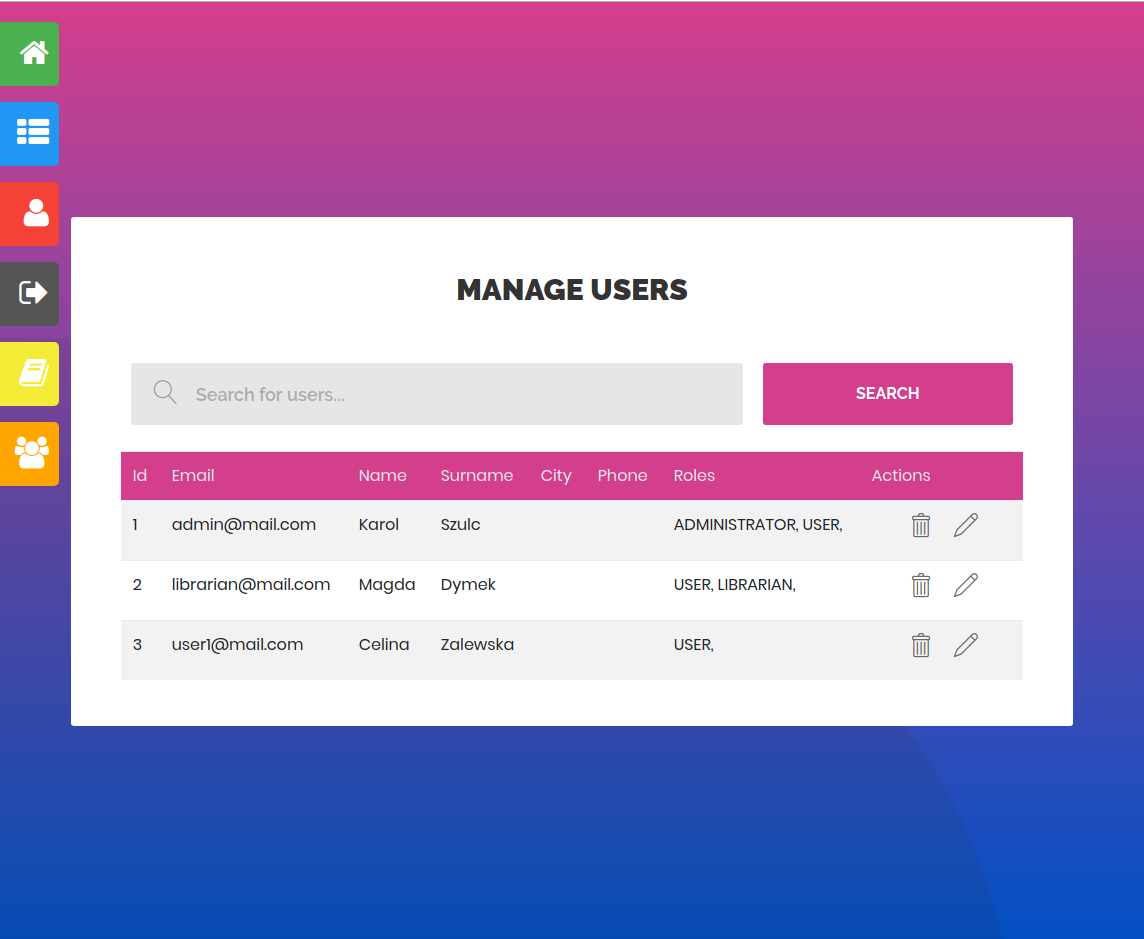 MANAGE USERS
Search for users...
SEARCH
Id Email Name Surname City Phone Roles Actions
1 admin@mail.com Karol Szulc ADMINISTRATOR, USER,
2 librarian@mail.com Magda Dymek USER, LIBRARIAN,
3 user1@mail.com Celina Zalewska USER,